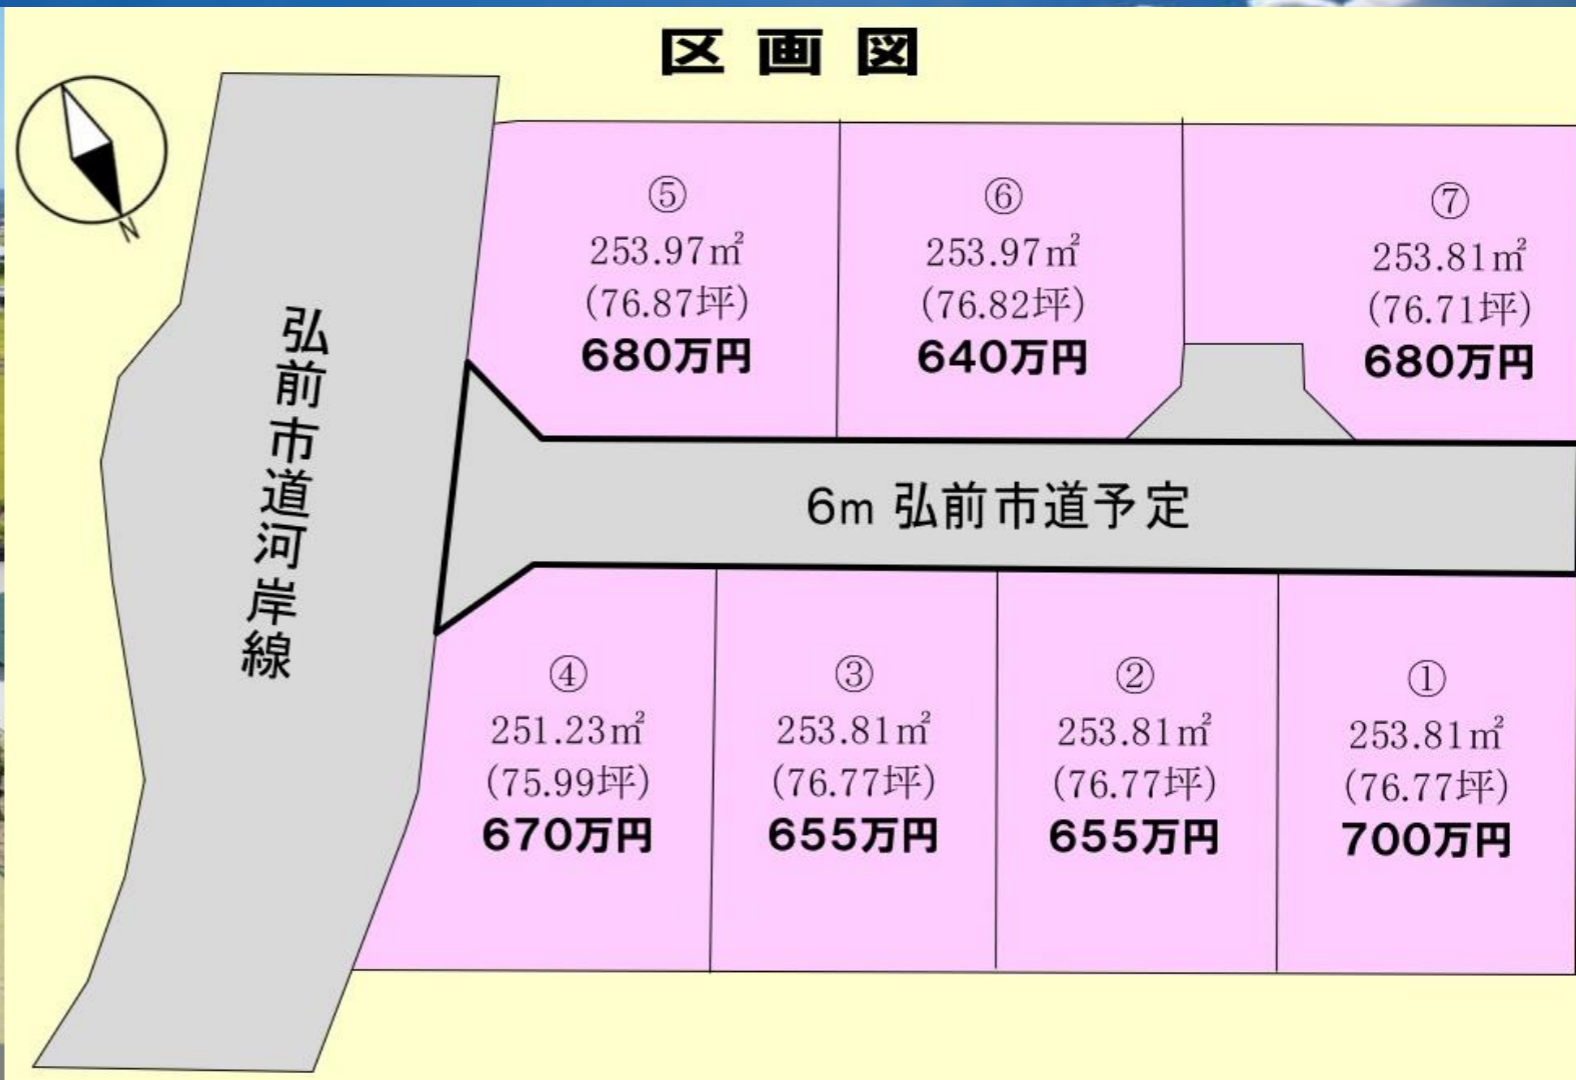 区画図
N
弘前市道河岸線
⑤
253.97㎡
(76.87坪)
680万円
⑥
253.97㎡
(76.82坪)
640万円
⑦
253.81㎡
(76.71坪)
680万円
6m 弘前市道予定
④
251.23㎡
(75.99坪)
670万円
③
253.81㎡
(76.77坪)
655万円
②
253.81㎡
(76.77坪)
655万円
①
253.81㎡
(76.77坪)
700万円